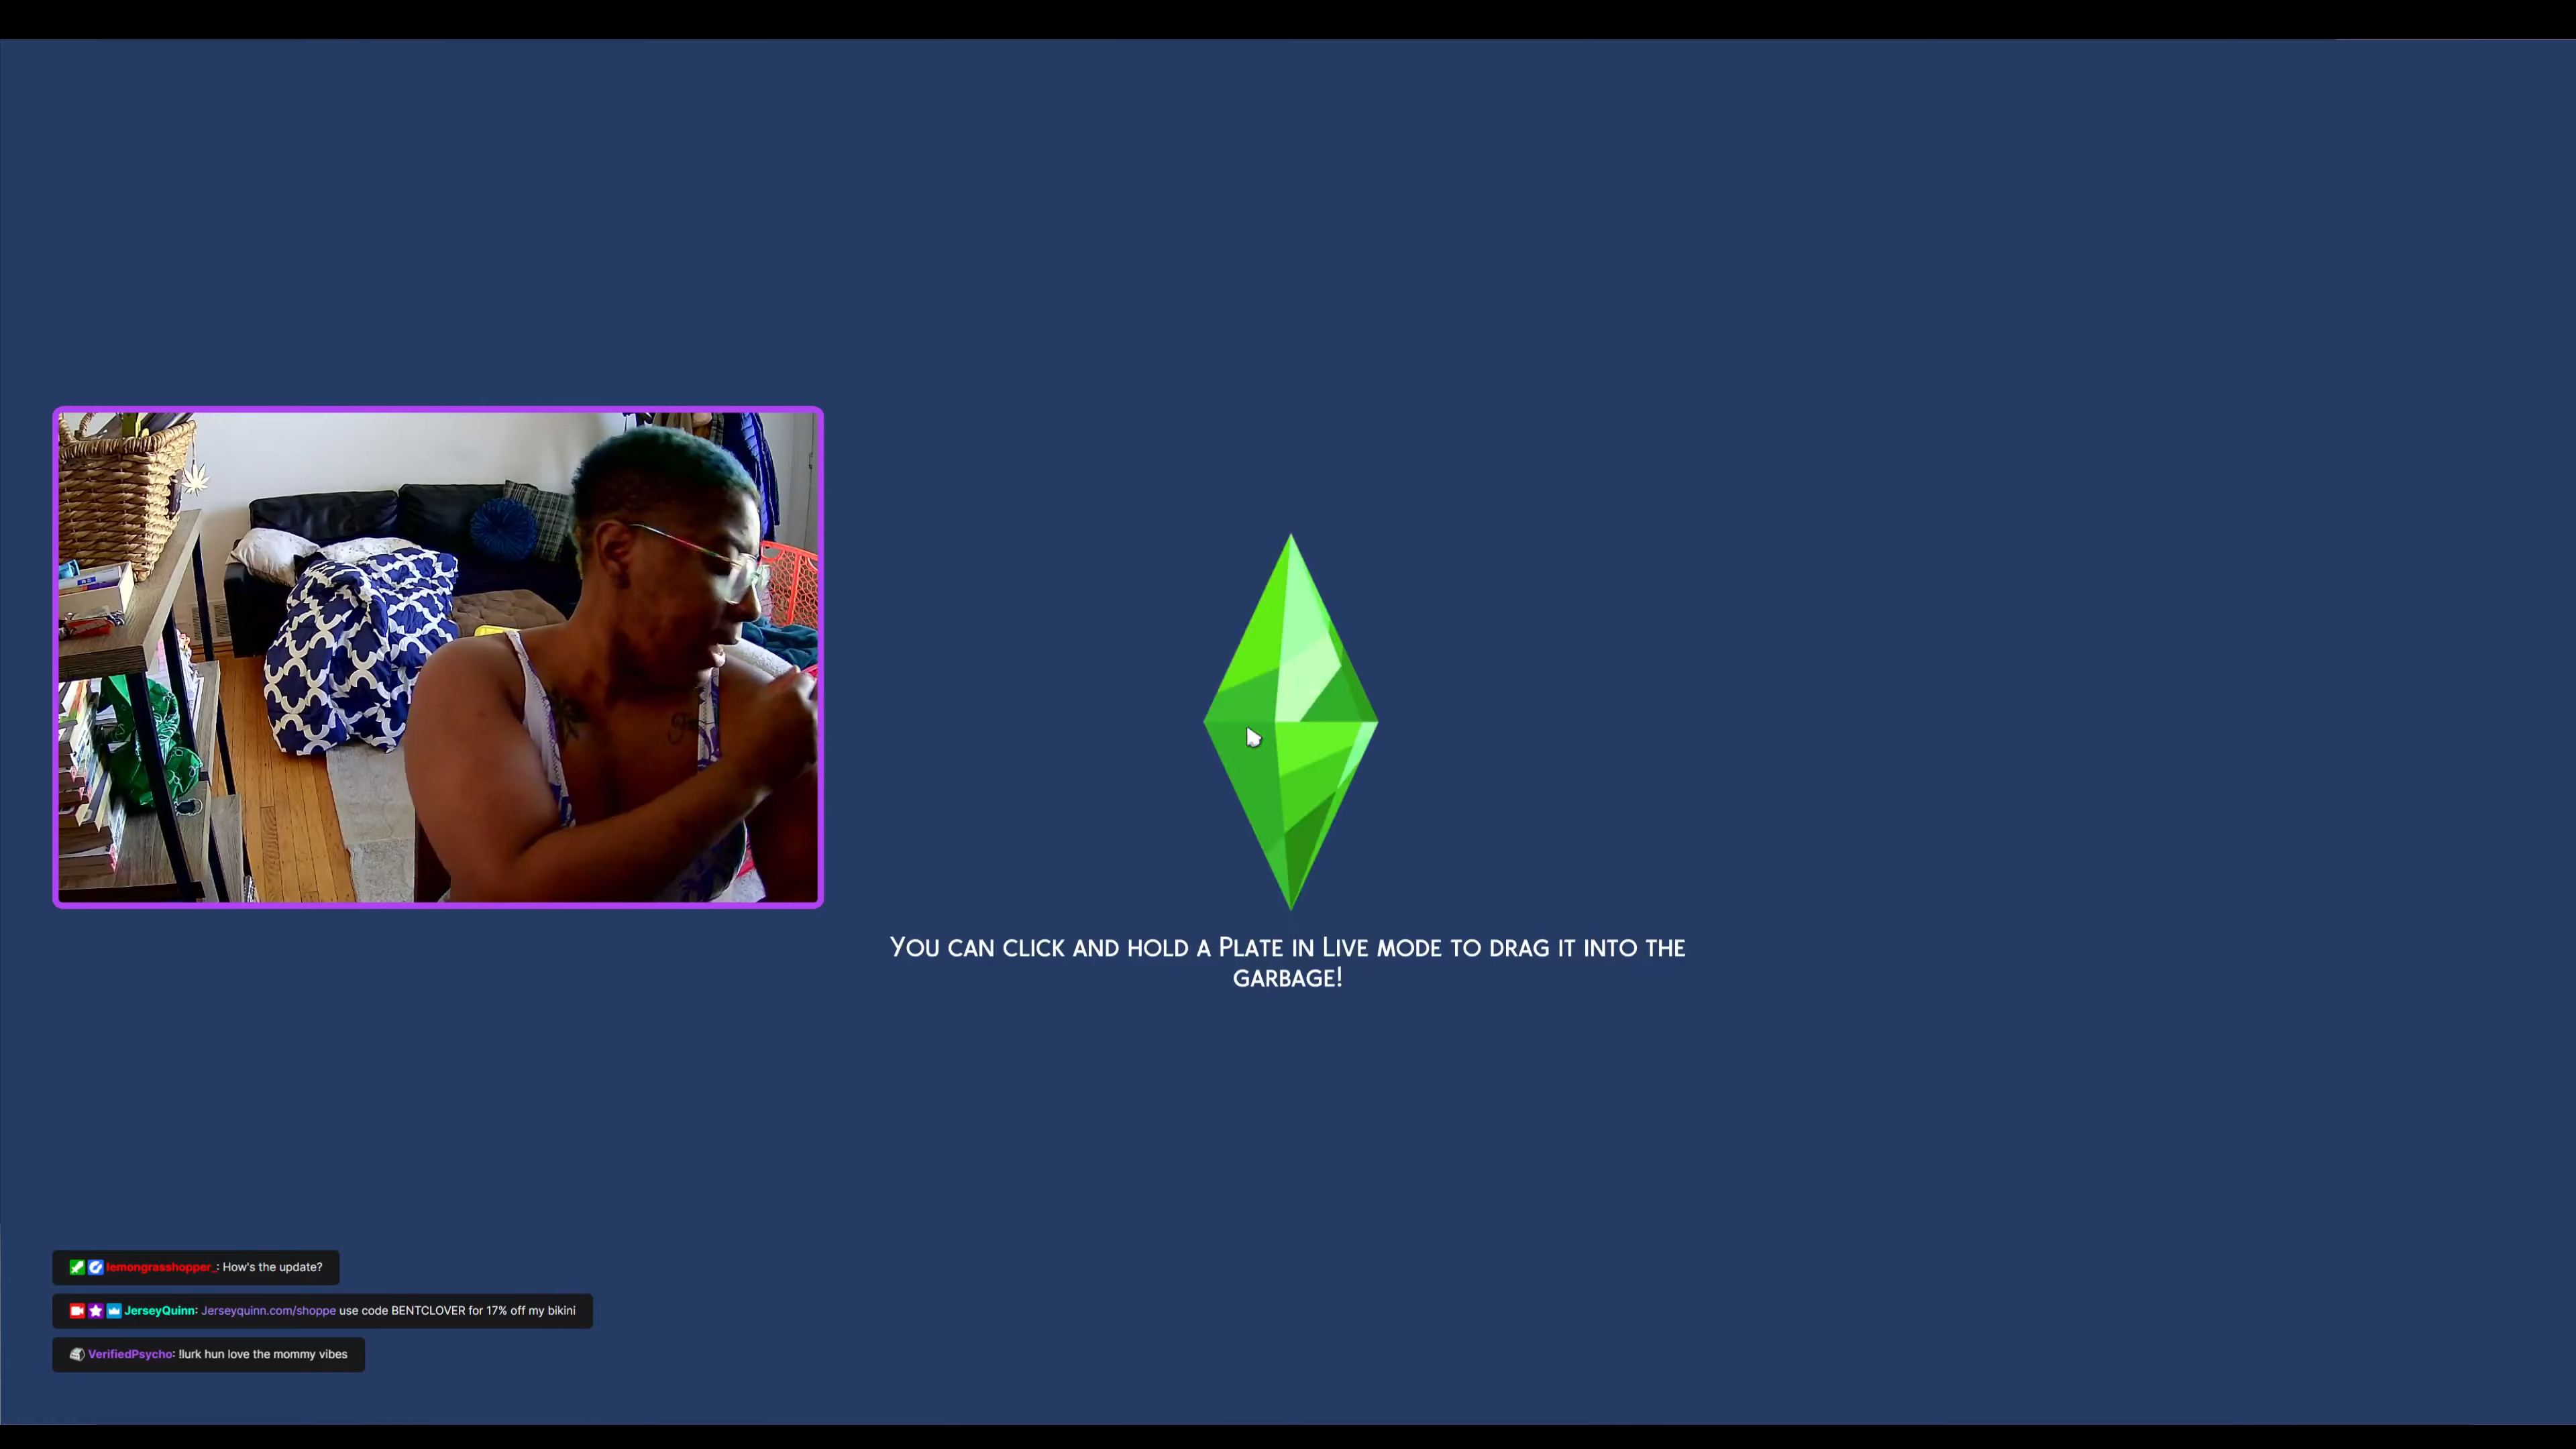 You can click and hold a Plate in Live mode to drag it into the
garbage!
lemongrasshopper_: How's the update?
JerseyQuinn: Jerseyquinn.com/shoppe use code BENTCLOVER for 17% off my bikini
VerifiedPsycho: !lurk hun love the mommy vibes